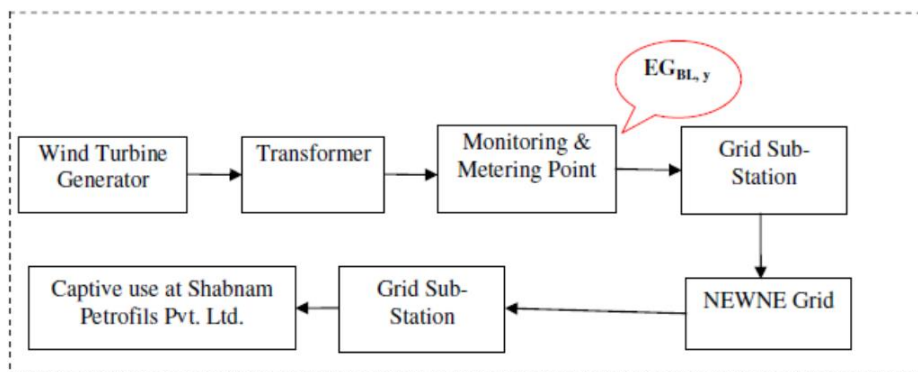 EG_BL, y
Wind Turbine
Generator
Transformer
Monitoring &
Metering Point
Grid Sub-
Station
Captive use at Shabnam
Petrofils Pvt. Ltd.
Grid Sub-
Station
NEWNE Grid